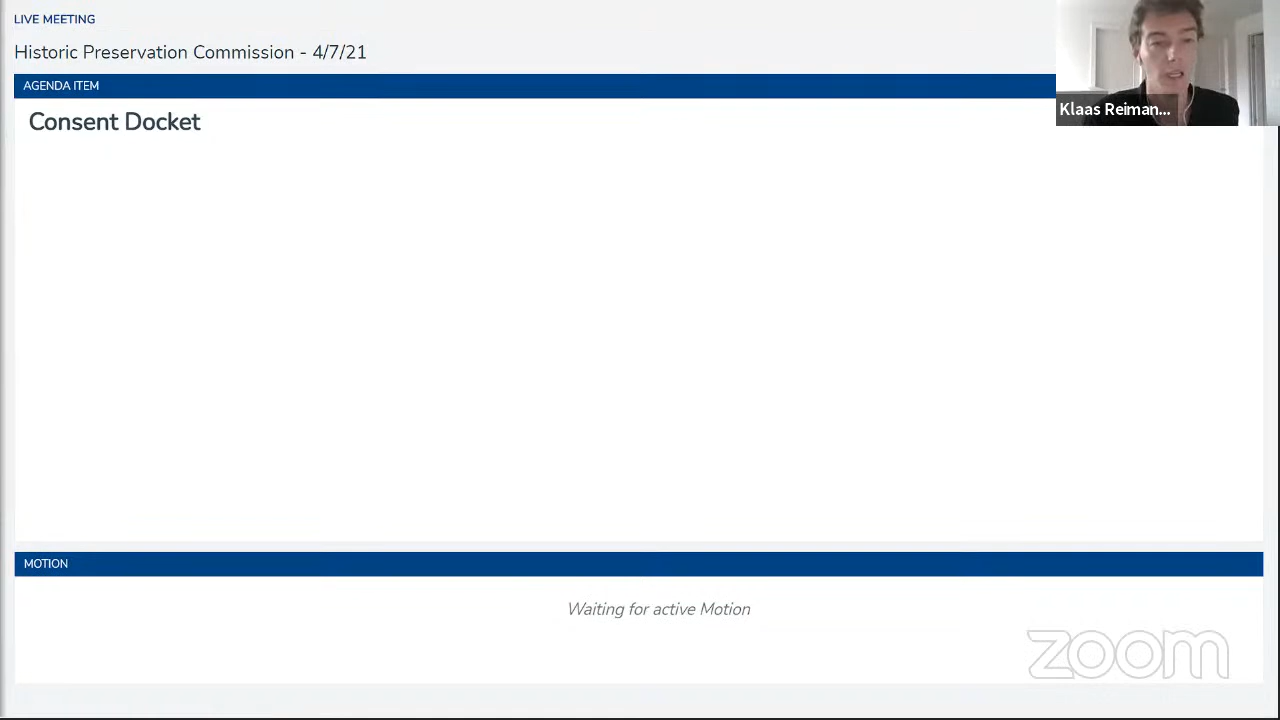 LIVE MEETING
Historic Preservation Commission - 4/7/21
AGENDA ITEM
Consent Docket
Klaas Reiman...
MOTION
Waiting for active Motion
zoom